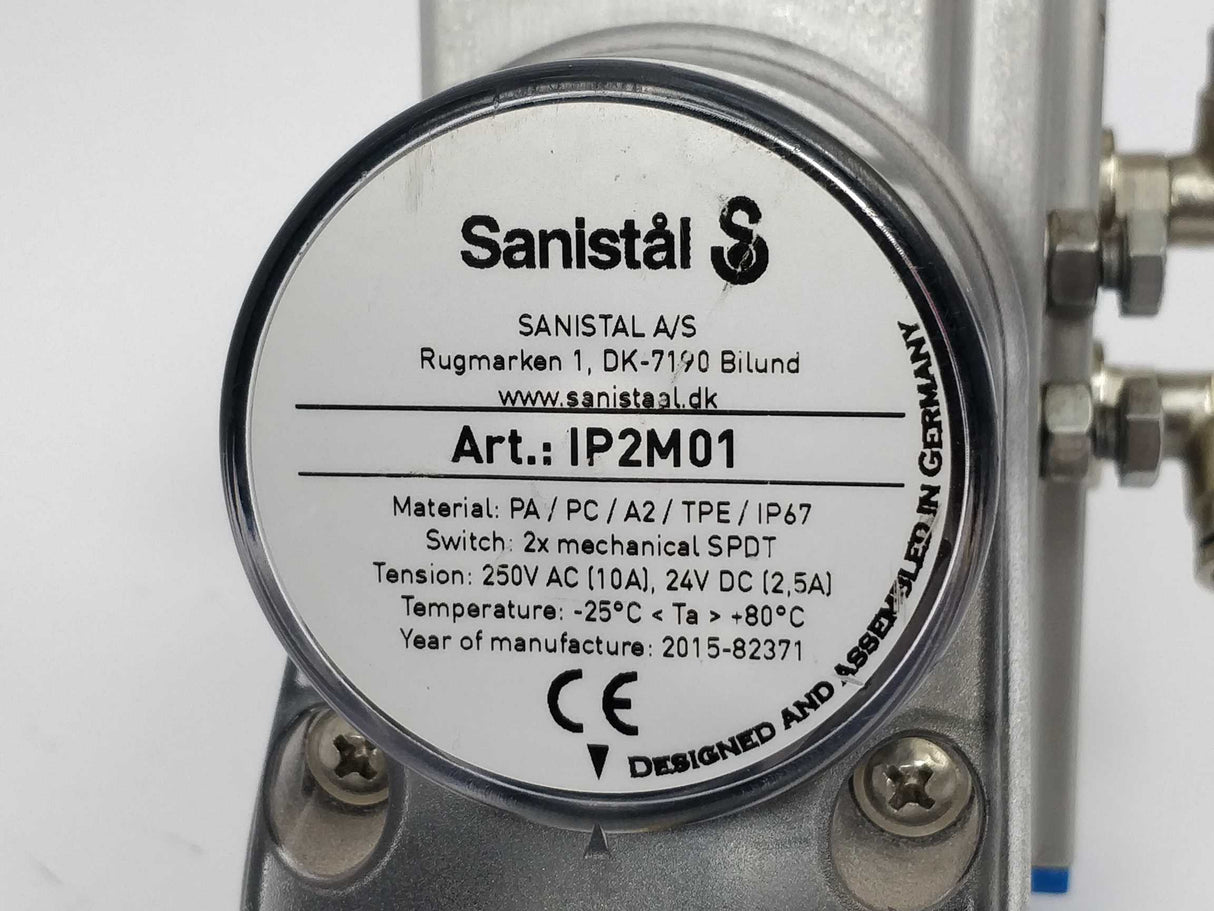 Sanistål
SANISTAL A/S
Rugmarken 1, DK-7190 Bilund
www.sanistaal.dk
Art.: IP2M01
Material: PA / PC / A2 / TPE / IP67
Switch: 2x mechanical SPDT
Tension: 250V AC (10A), 24V DC (2,5A)
Temperature: -25°C < Ta > +80°C
Year of manufacture: 2015-82371
CE
DESIGNED AND ASSEMBLED IN GERMANY